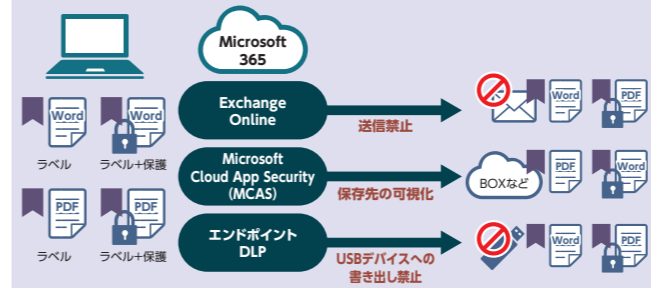 Microsoft
365
Word
Word
ラベル
ラベル+保護
PDF
PDF
ラベル
ラベル+保護
Exchange
Online
送信禁止
Word
PDF
Microsoft
Cloud App Security
(MCAS)
保存先の可視化
BOXなど
PDF
Word
エンドポイント
DLP
USBデバイスへの
書き出し禁止
Word
PDF